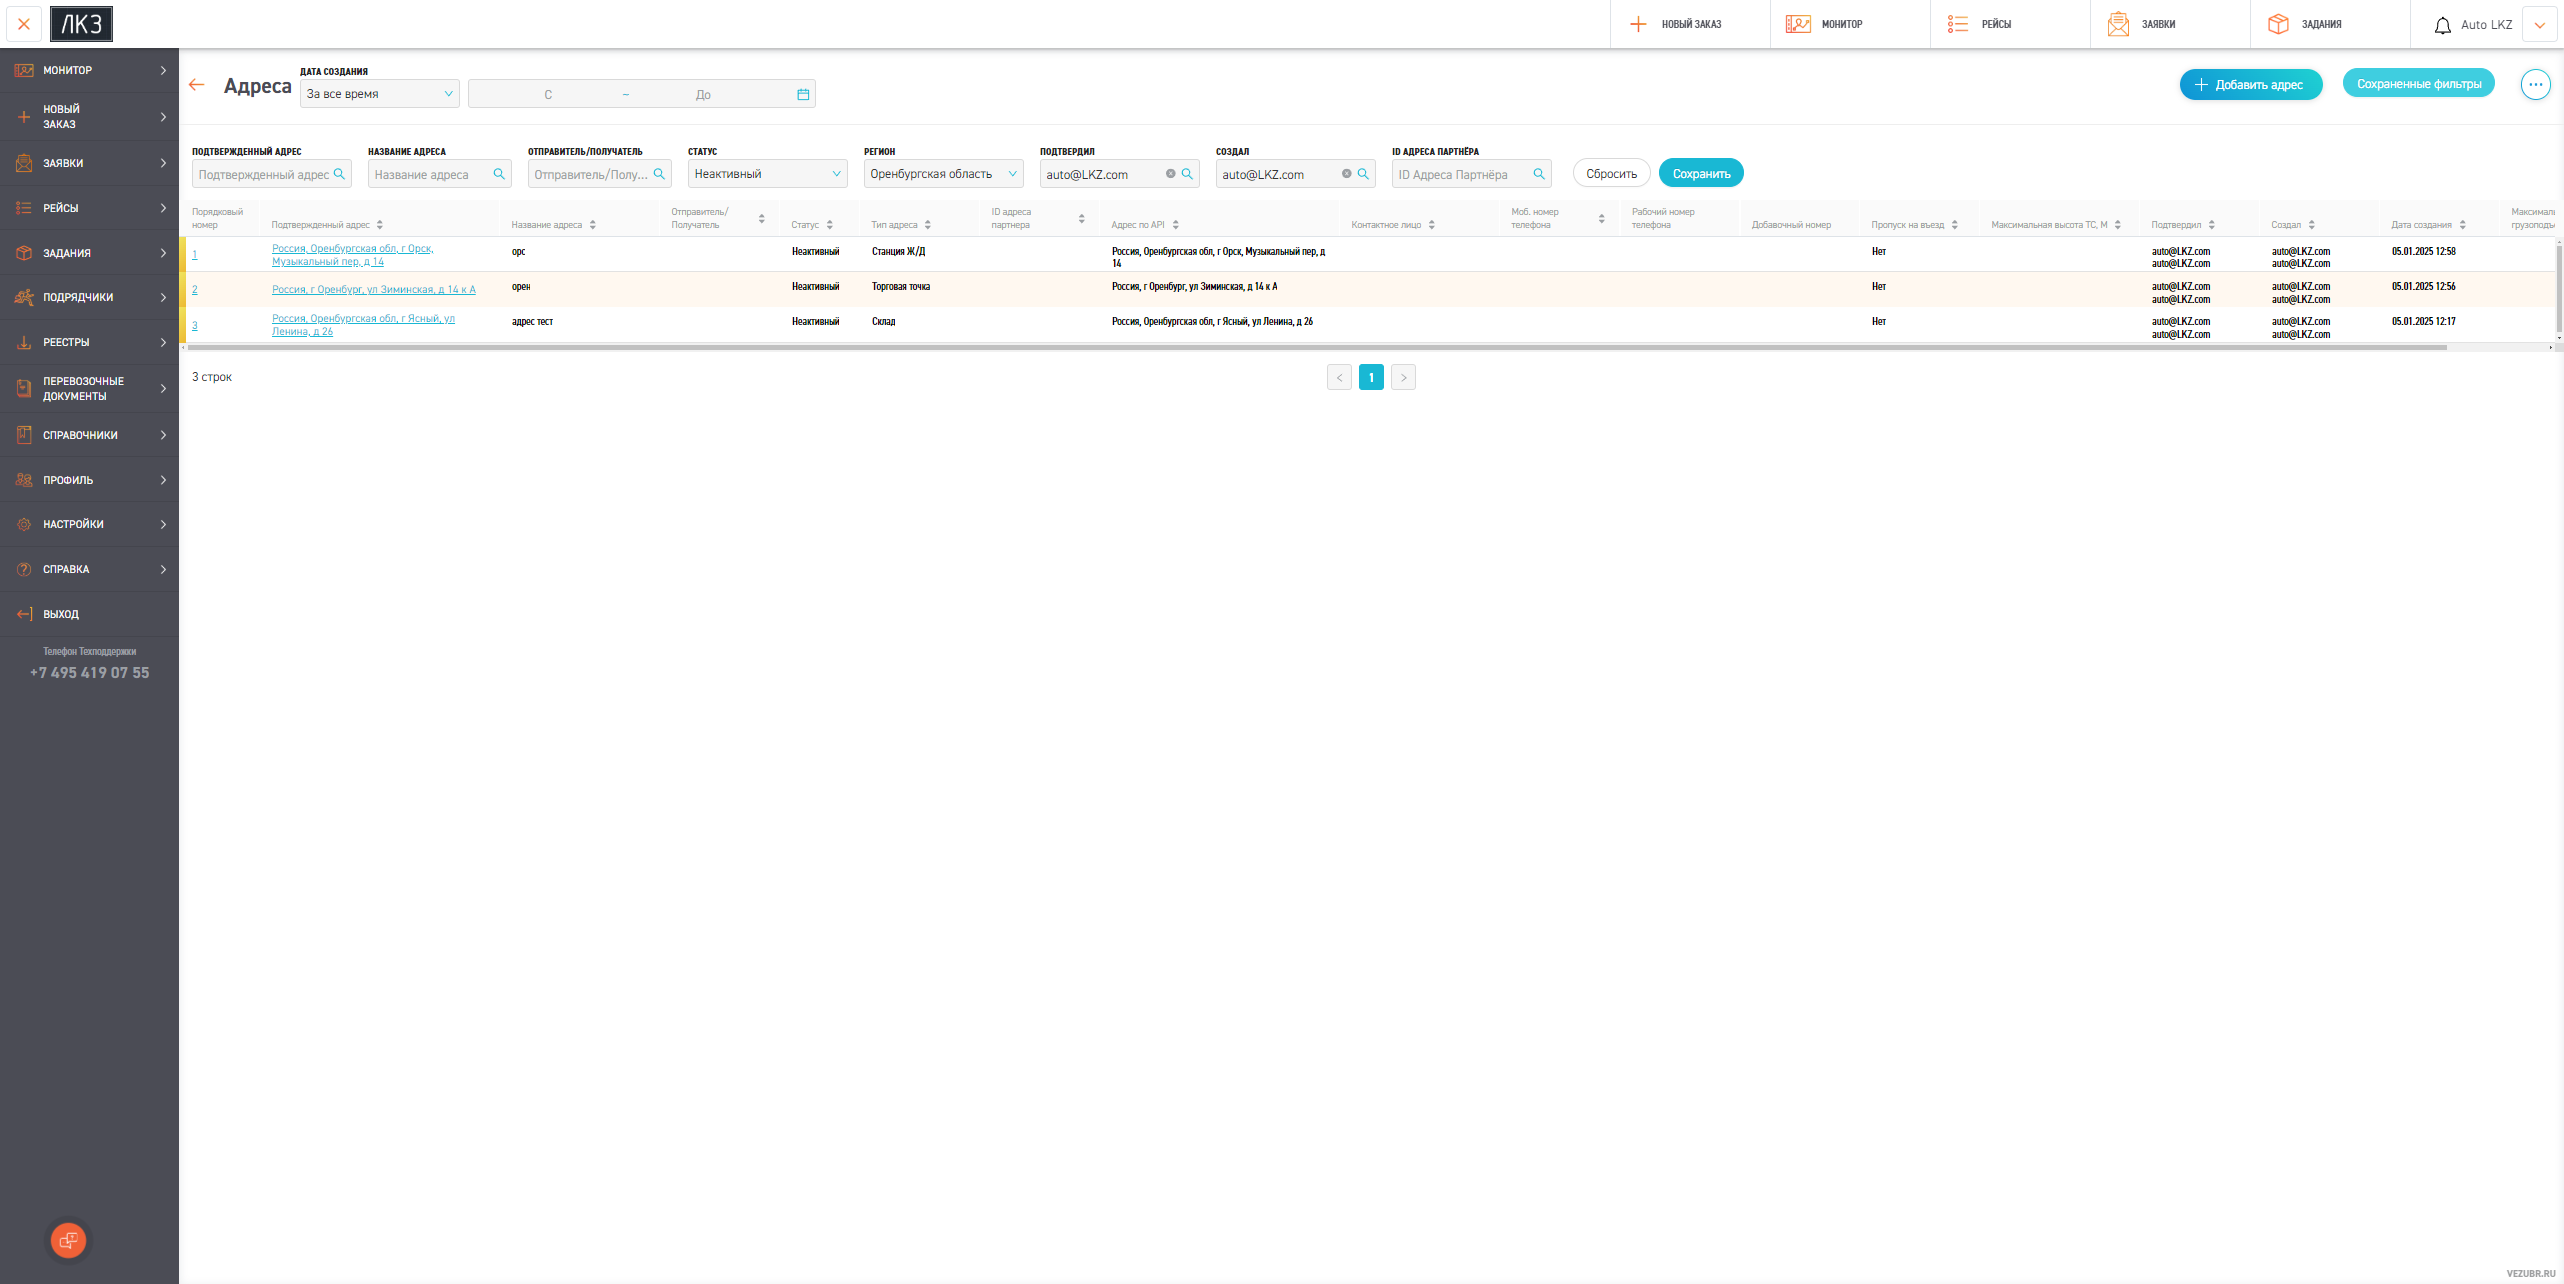 ЛКЗ
НОВЫЙ ЗАКАЗ
МОНИТОР
РЕЙСЫ
ЗАЯВКИ
ЗАДАНИЯ
Auto LKZ
МОНИТОР
НОВЫЙ
ЗАКАЗ
ЗАЯВКИ
РЕЙСЫ
ЗАДАНИЯ
ПОДРЯДЧИКИ
РЕЕСТРЫ
ПЕРЕВОЗОЧНЫЕ
ДОКУМЕНТЫ
СПРАВОЧНИКИ
ПРОФИЛЬ
НАСТРОЙКИ
СПРАВКА
ВЫХОД
Телефон Техподдержки
+7 495 419 07 55
Адреса
ДАТА СОЗДАНИЯ
За все время
С ~ До
Добавить адрес
Сохраненные фильтры
ПОДТВЕРЖДЕННЫЙ АДРЕС
Подтвержденный адрес
НАЗВАНИЕ АДРЕСА
Название адреса
ОТПРАВИТЕЛЬ/ПОЛУЧАТЕЛЬ
Отправитель/Полу...
СТАТУС
Неактивный
РЕГИОН
Оренбургская область
ПОДТВЕРДИЛ
auto@LKZ.com
СОЗДАЛ
auto@LKZ.com
ID АДРЕСА ПАРТНЁРА
ID Адреса Партнёра
Сбросить
Сохранить
Порядковый
номер
Подтвержденный адрес
Название адреса
Отправитель/
Получатель
Статус
Тип адреса
ID адреса
партнера
Адрес по API
Контактное лицо
Моб. номер
телефона
Рабочий номер
телефона
Добавочный номер
Пропуск на въезд
Максимальная высота ТС, М
Подтвердил
Создал
Дата создания
Максималь
грузоподъе
1
Россия, Оренбургская обл, г Орск,
Музыкальный пер, д 14
орс
Неактивный
Станция Ж/Д
Россия, Оренбургская обл, г Орск, Музыкальный пер, д
14
Нет
auto@LKZ.com
auto@LKZ.com
auto@LKZ.com
auto@LKZ.com
05.01.2025 12:58
2
Россия, г Оренбург, ул Зиминская, д 14 к А
орен
Неактивный
Торговая точка
Россия, г Оренбург, ул Зиминская, д 14 к А
Нет
auto@LKZ.com
auto@LKZ.com
auto@LKZ.com
auto@LKZ.com
05.01.2025 12:56
3
Россия, Оренбургская обл, г Ясный, ул
Ленина, д 26
адрес тест
Неактивный
Склад
Россия, Оренбургская обл, г Ясный, ул Ленина, д 26
Нет
auto@LKZ.com
auto@LKZ.com
auto@LKZ.com
auto@LKZ.com
05.01.2025 12:17
3 строк
< 1 >
VEZUBR.RU